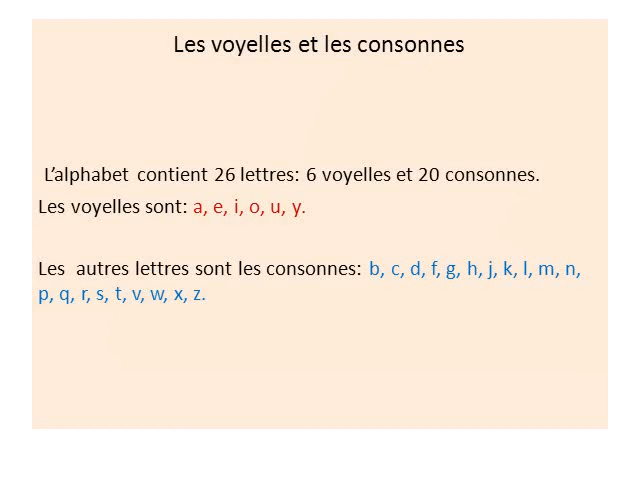 Les voyelles et les consonnes
L’alphabet contient 26 lettres: 6 voyelles et 20 consonnes.
Les voyelles sont: a, e, i, o, u, y.
Les autres lettres sont les consonnes: b, c, d, f, g, h, j, k, l, m, n,
p, q, r, s, t, v, w, x, z.